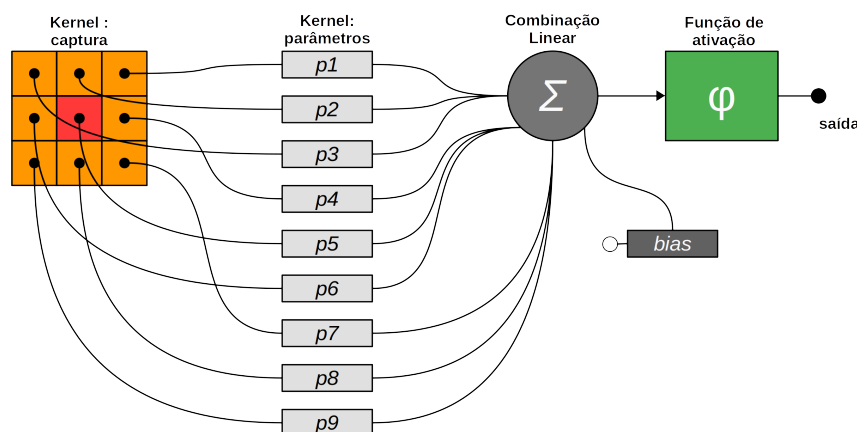 Kernel :
captura
Kernel:
parâmetros
Combinação
Linear
Função de
ativação
p1
p2
p3
p4
p5
p6
p7
p8
p9
Σ
φ
saída
bias